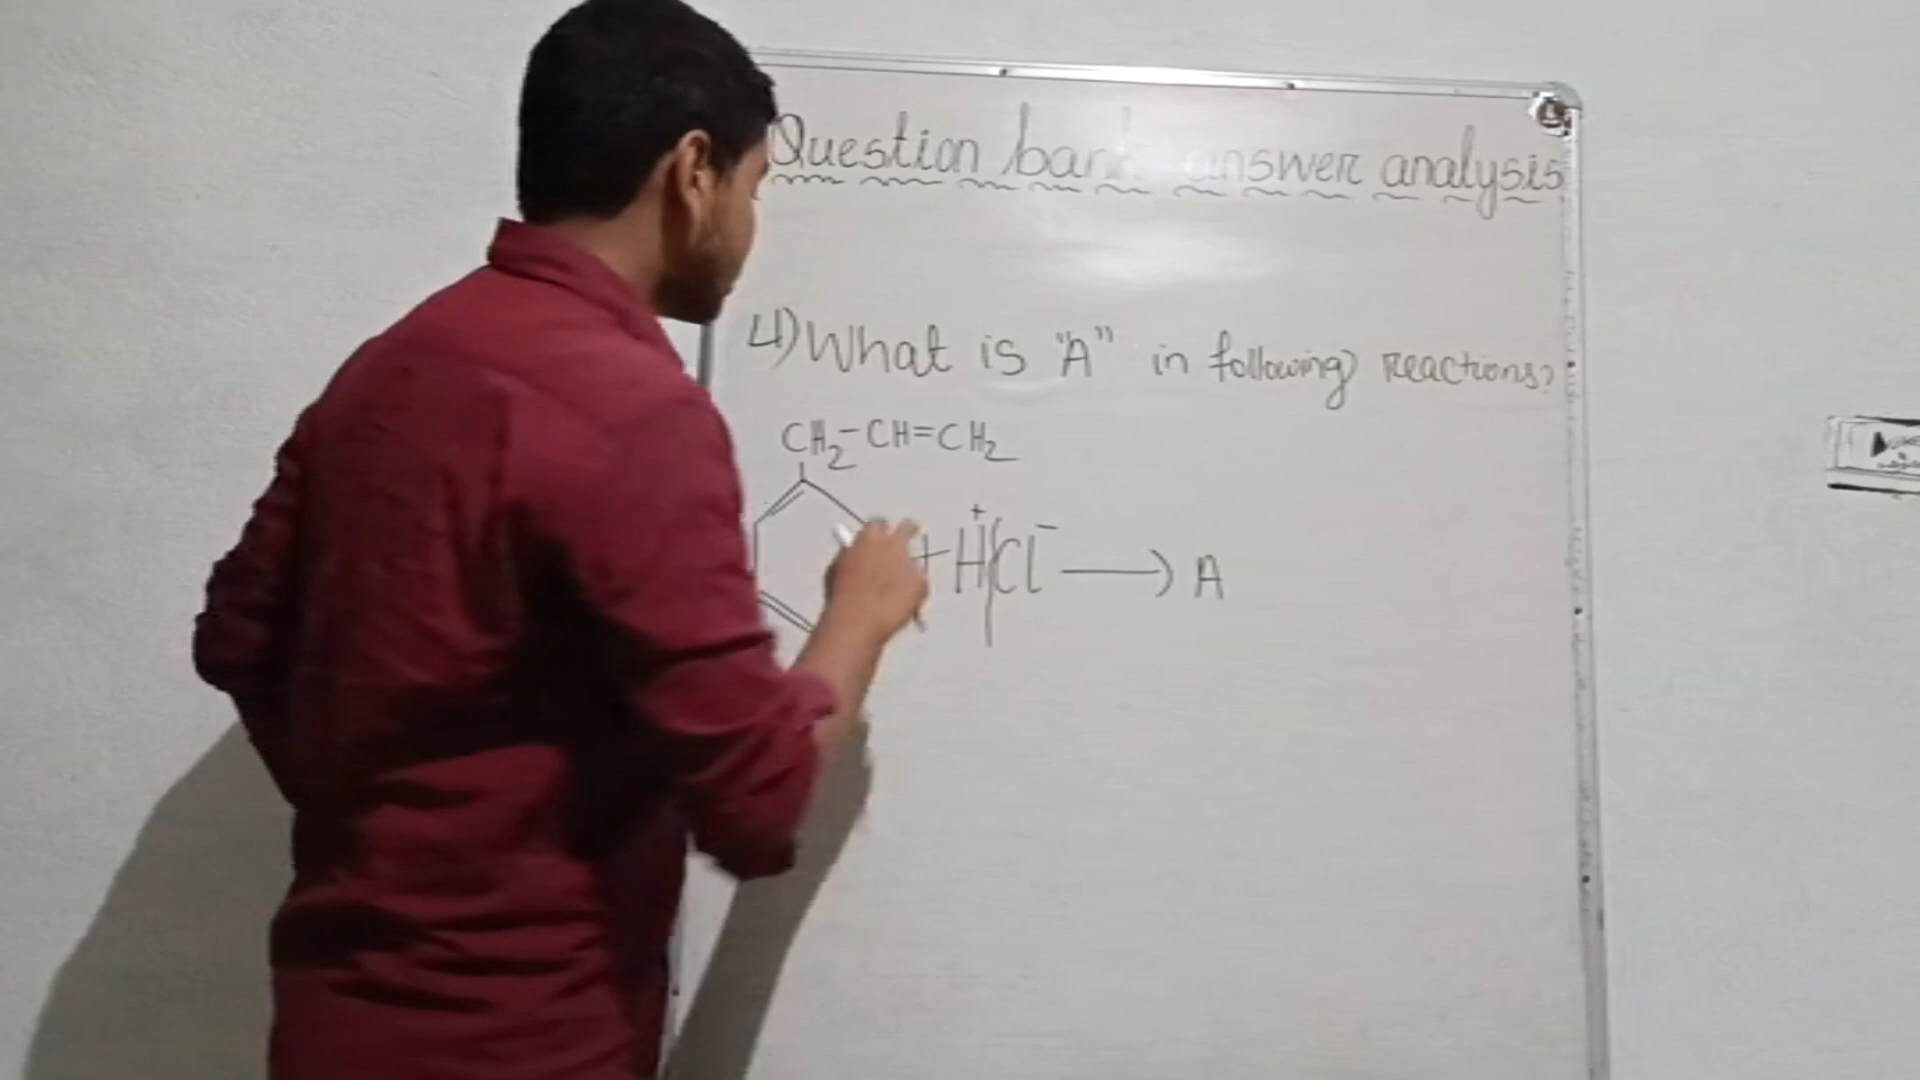 Question bank answer analysis
4) What is "A" in following reactions?
CH₂-CH=CH₂
+ H⁺Cl⁻ → A